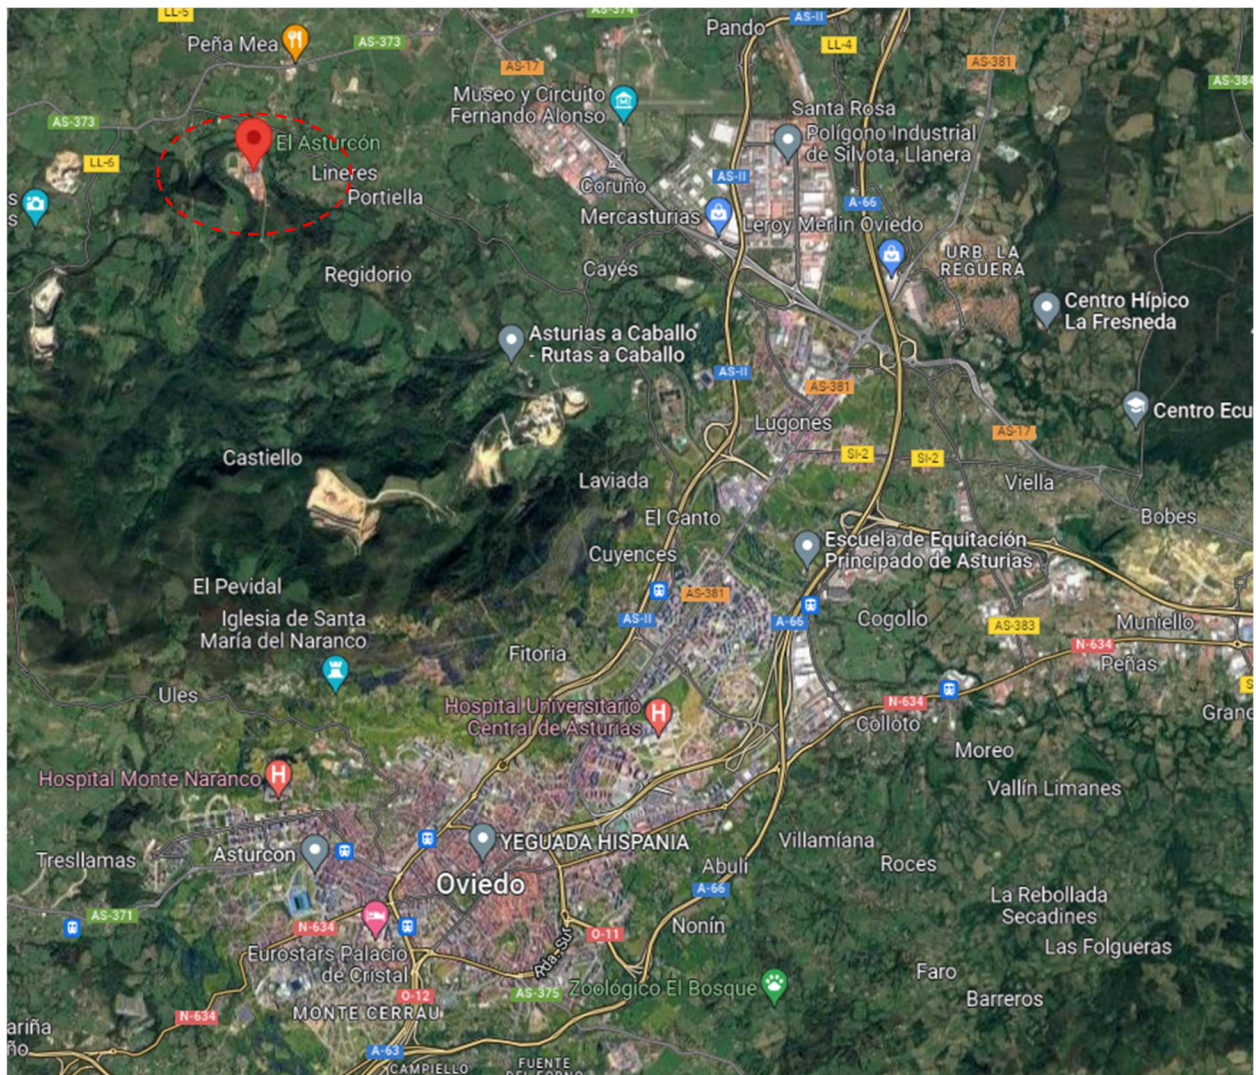 LL-5
AS-374
Pando
AS-II
Peña Mea
AS-373
LL-4
AS-17
AS-381
AS-384
Museo y Circuito
Fernando Alonso
Santa Rosa
AS-373
El Asturcón
Polígono Industrial
de Silvota, Llanera
LL-6
Lineres
AS-II
Coruño
Portiella
s
s
Mercasturias
A-66
Leroy Merlin Oviedo
URB. LA
REGUERA
Regidorio
Cayés
Centro Hípico
La Fresneda
Asturias a Caballo
- Rutas a Caballo
AS-II
AS-381
Centro Ecu
Lugones
AS-17
Castiello
SI-2
SI-2
Laviada
Viella
El Canto
Bobes
Cuyences
Escuela de Equitación
Principado de Asturias
El Pevidal
AS-381
Iglesia de Santa
María del Naranco
AS-II
A-66
Cogollo
AS-383
Muniello
N-634
Fitoria
Peñas
Ules
S
Hospital Universitario
Central de Asturias
N-634
Grand
Colloto
Moreo
Hospital Monte Naranco
Vallín Limanes
YEGUADA HISPANIA
Villamíana
Tresllamas
Asturcon
Abuli
Roces
Oviedo
A-66
La Rebollada
Secadines
AS-371
N-634
Nonín
O-11
Las Folgueras
Eurostars Palacio
de Cristal
Rda. Sur
Faro
Zoológico El Bosque
O-12
AS-375
Barreros
MONTE CERRAU
N-634
ariña
ño
A-63
CAMPIELLO
FUENTE
DEL FORNO